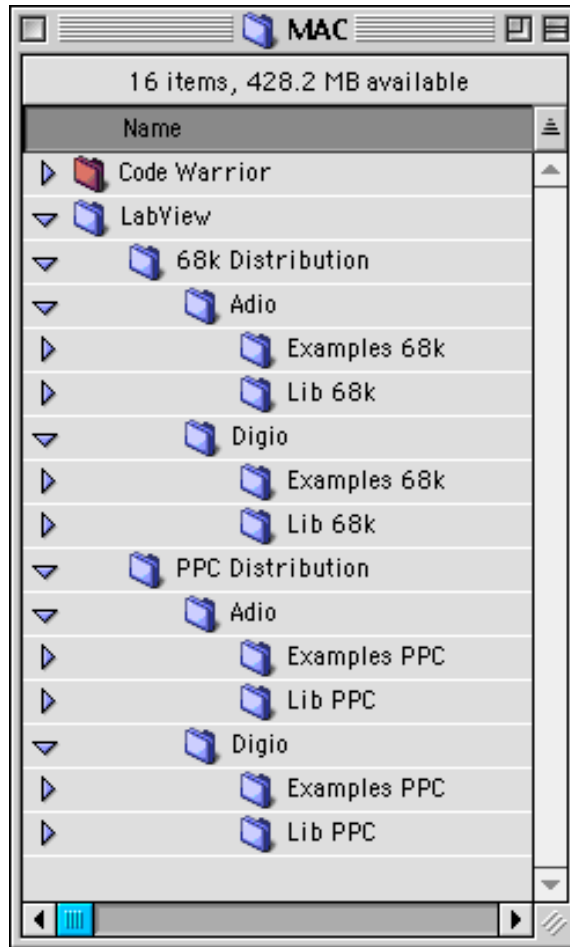 MAC
16 items, 428.2 MB available
Name
Code Warrior
LabView
68k Distribution
Adio
Examples 68k
Lib 68k
Digio
Examples 68k
Lib 68k
PPC Distribution
Adio
Examples PPC
Lib PPC
Digio
Examples PPC
Lib PPC